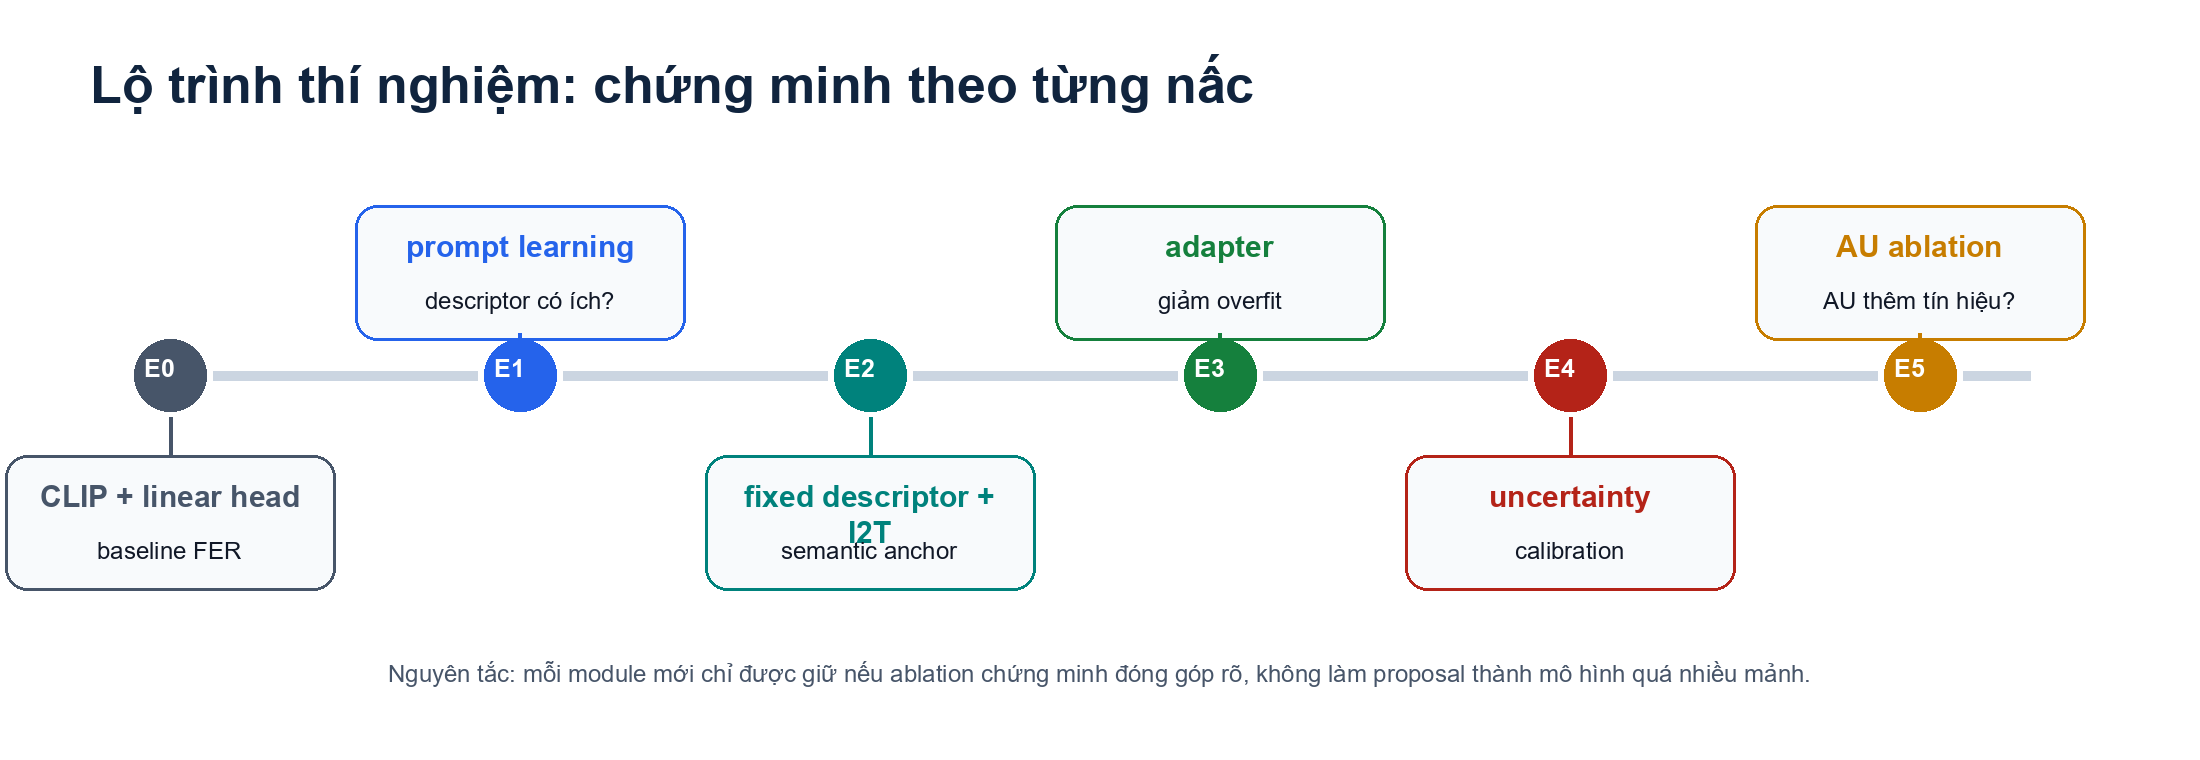 Lộ trình thí nghiệm: chứng minh theo từng nấc
prompt learning
descriptor có ích?
adapter
giảm overfit
AU ablation
AU thêm tín hiệu?
E0
E1
E2
E3
E4
E5
CLIP + linear head
baseline FER
fixed descriptor +
I2T
semantic anchor
uncertainty
calibration
Nguyên tắc: mỗi module mới chỉ được giữ nếu ablation chứng minh đóng góp rõ, không làm proposal thành mô hình quá nhiều mảnh.